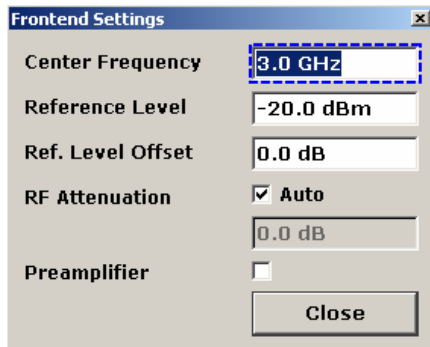 Frontend Settings
Center Frequency 3.0 GHz
Reference Level -20.0 dBm
Ref. Level Offset 0.0 dB
RF Attenuation Auto
0.0 dB
Preamplifier
Close